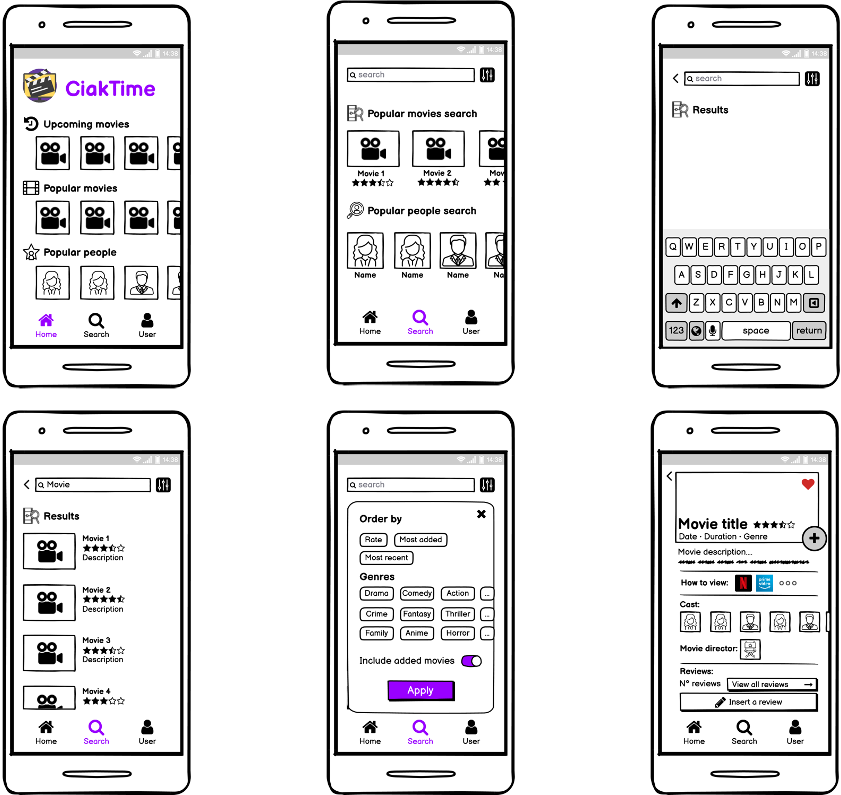 14:38
CiakTime
Upcoming movies
Popular movies
Popular people
Home Search User
14:38
search
Popular movies search
Movie 1 Movie 2
Popular people search
Name Name Name Name
Home Search User
14:38
search
Results
Q W E R T Y U I O P
A S D F G H J K L
Z X C V B N M
123 space return
14:38
Movie
Results
Movie 1
Description
Movie 2
Description
Movie 3
Description
Movie 4
Home Search User
14:38
search
Order by
Rate Most added
Most recent
Genres
Drama Comedy Action ...
Crime Fantasy Thriller ...
Family Anime Horror ...
Include added movies
Apply
Home Search User
14:38
Movie title
Date · Duration · Genre
Movie description...
How to view: N prime video
Cast:
Movie director:
Reviews:
N° reviews View all reviews
Insert a review
Home Search User